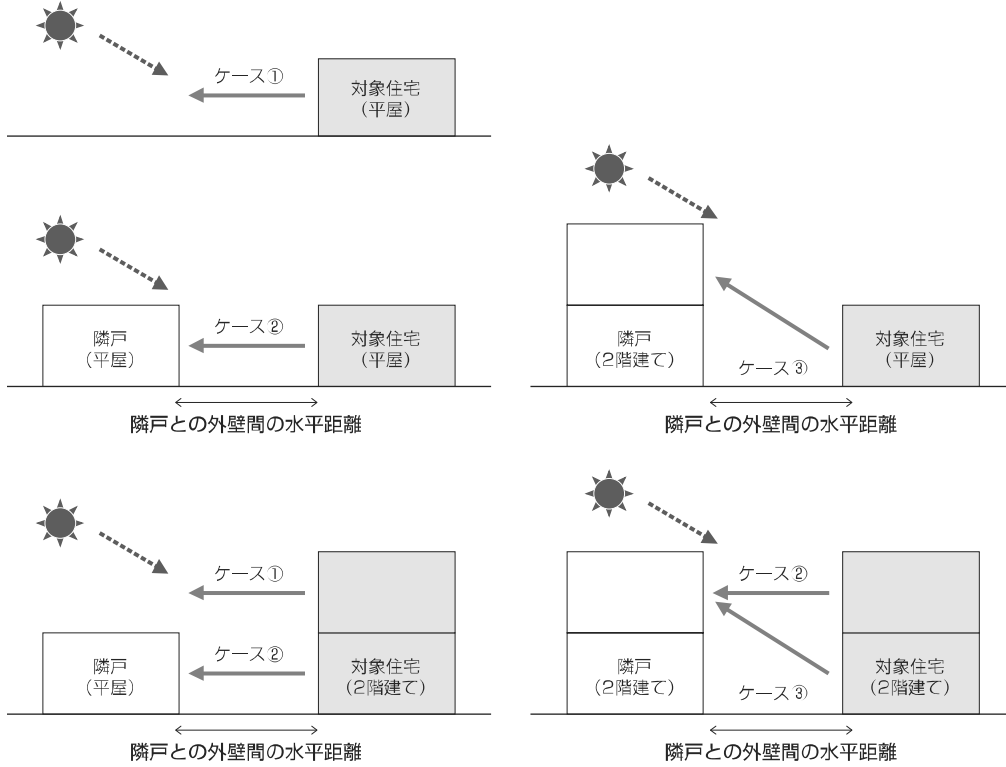 ケース①
対象住宅
(平屋)
隣戸
(平屋)
ケース②
対象住宅
(平屋)
隣戸との外壁間の水平距離
隣戸
(2階建て)
ケース③
対象住宅
(平屋)
隣戸との外壁間の水平距離
ケース①
ケース②
隣戸
(平屋)
対象住宅
(2階建て)
隣戸との外壁間の水平距離
ケース②
ケース③
隣戸
(2階建て)
対象住宅
(2階建て)
隣戸との外壁間の水平距離